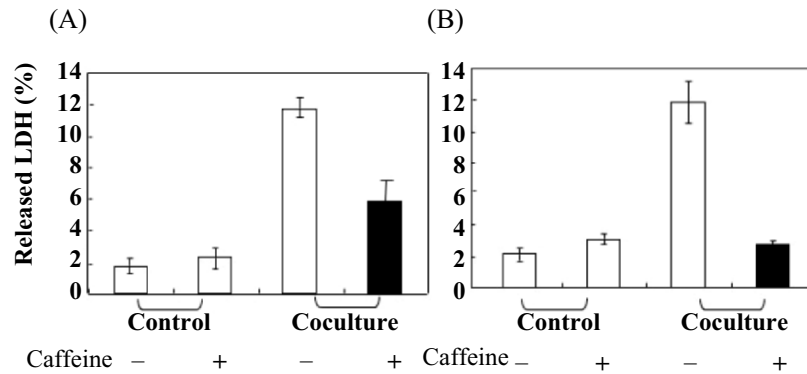 (A)
(B)
Released LDH (%)
14
12
10
8
6
4
2
0
14
12
10
8
6
4
2
0
Control Coculture
Control Coculture
Caffeine – + – +
Caffeine – + – +